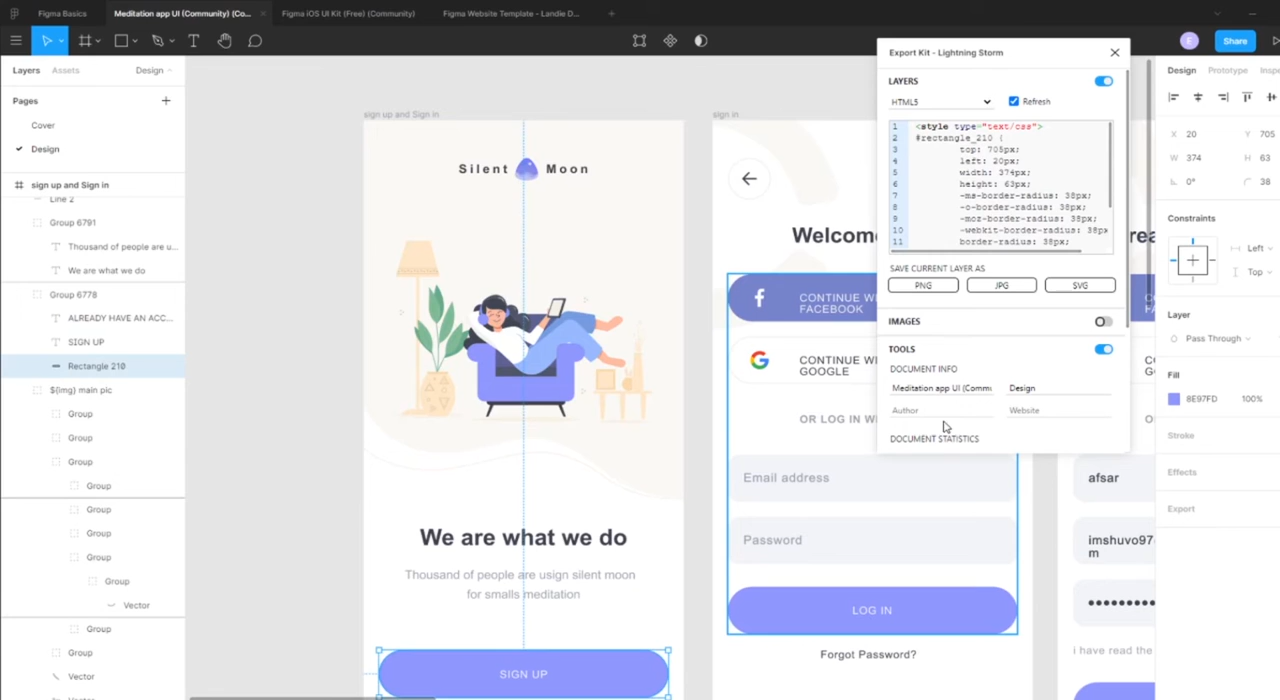 Figma Basics
Meditation app UI (Community) (Co...
Figma iOS UI Kit (Free) (Community)
Figma Website Template - Landie D...
E
Share
Layers
Assets
Design
Pages
Cover
Design
sign up and Sign in
Line 2
Group 6791
Thousand of people are u...
We are what we do
Group 6778
ALREADY HAVE AN ACC...
SIGN UP
Rectangle 210
${img} main pic
Group
Group
Group
Group
Group
Group
Group
Group
Vector
Group
Group
Vector
sign up and Sign in
Silent Moon
We are what we do
Thousand of people are usign silent moon
for smalls meditation
SIGN UP
sign in
Welcom
CONTINUE WI
FACEBOOK
CONTINUE W
GOOGLE
OR LOG IN W
Email address
Password
LOG IN
Forgot Password?
Export Kit - Lightning Storm
LAYERS
HTML5
Refresh
1 <style type="text/css">
2 #rectangle_210 {
3 top: 705px;
4 left: 20px;
5 width: 374px;
6 height: 63px;
7 -ms-border-radius: 38px;
8 -o-border-radius: 38px;
9 -moz-border-radius: 38px;
10 -webkit-border-radius: 38px
11 border-radius: 38px;
SAVE CURRENT LAYER AS
PNG
JPG
SVG
IMAGES
TOOLS
DOCUMENT INFO
Meditation app UI (Commu
Design
Author
Website
DOCUMENT STATISTICS
rea
afsar
imshuvo97
m
i have read the
Design
Prototype
Inspe
X 20
Y 705
W 374
H 63
0°
38
Constraints
Left
Top
Layer
Pass Through
Fill
8E97FD
100%
Stroke
Effects
Export